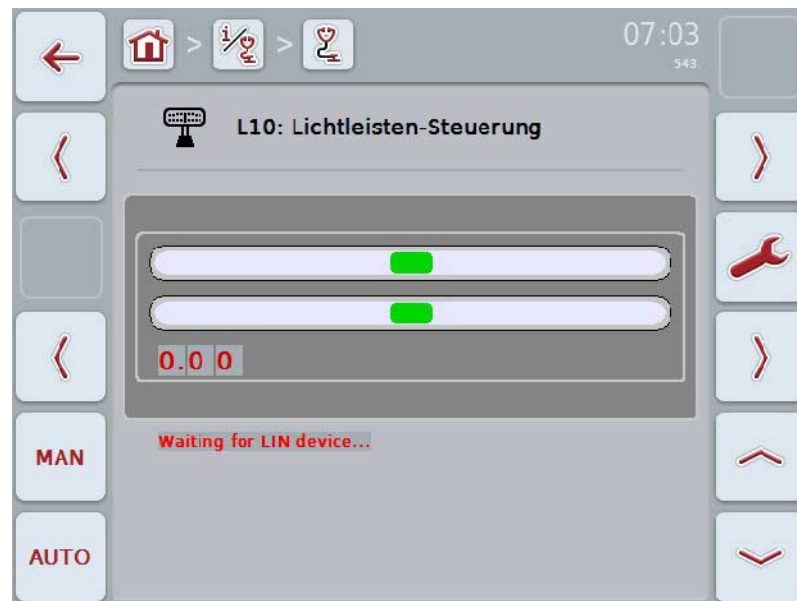 07:03
543
L10: Lichtleisten-Steuerung
0.0 0
Waiting for LIN device...
MAN
AUTO